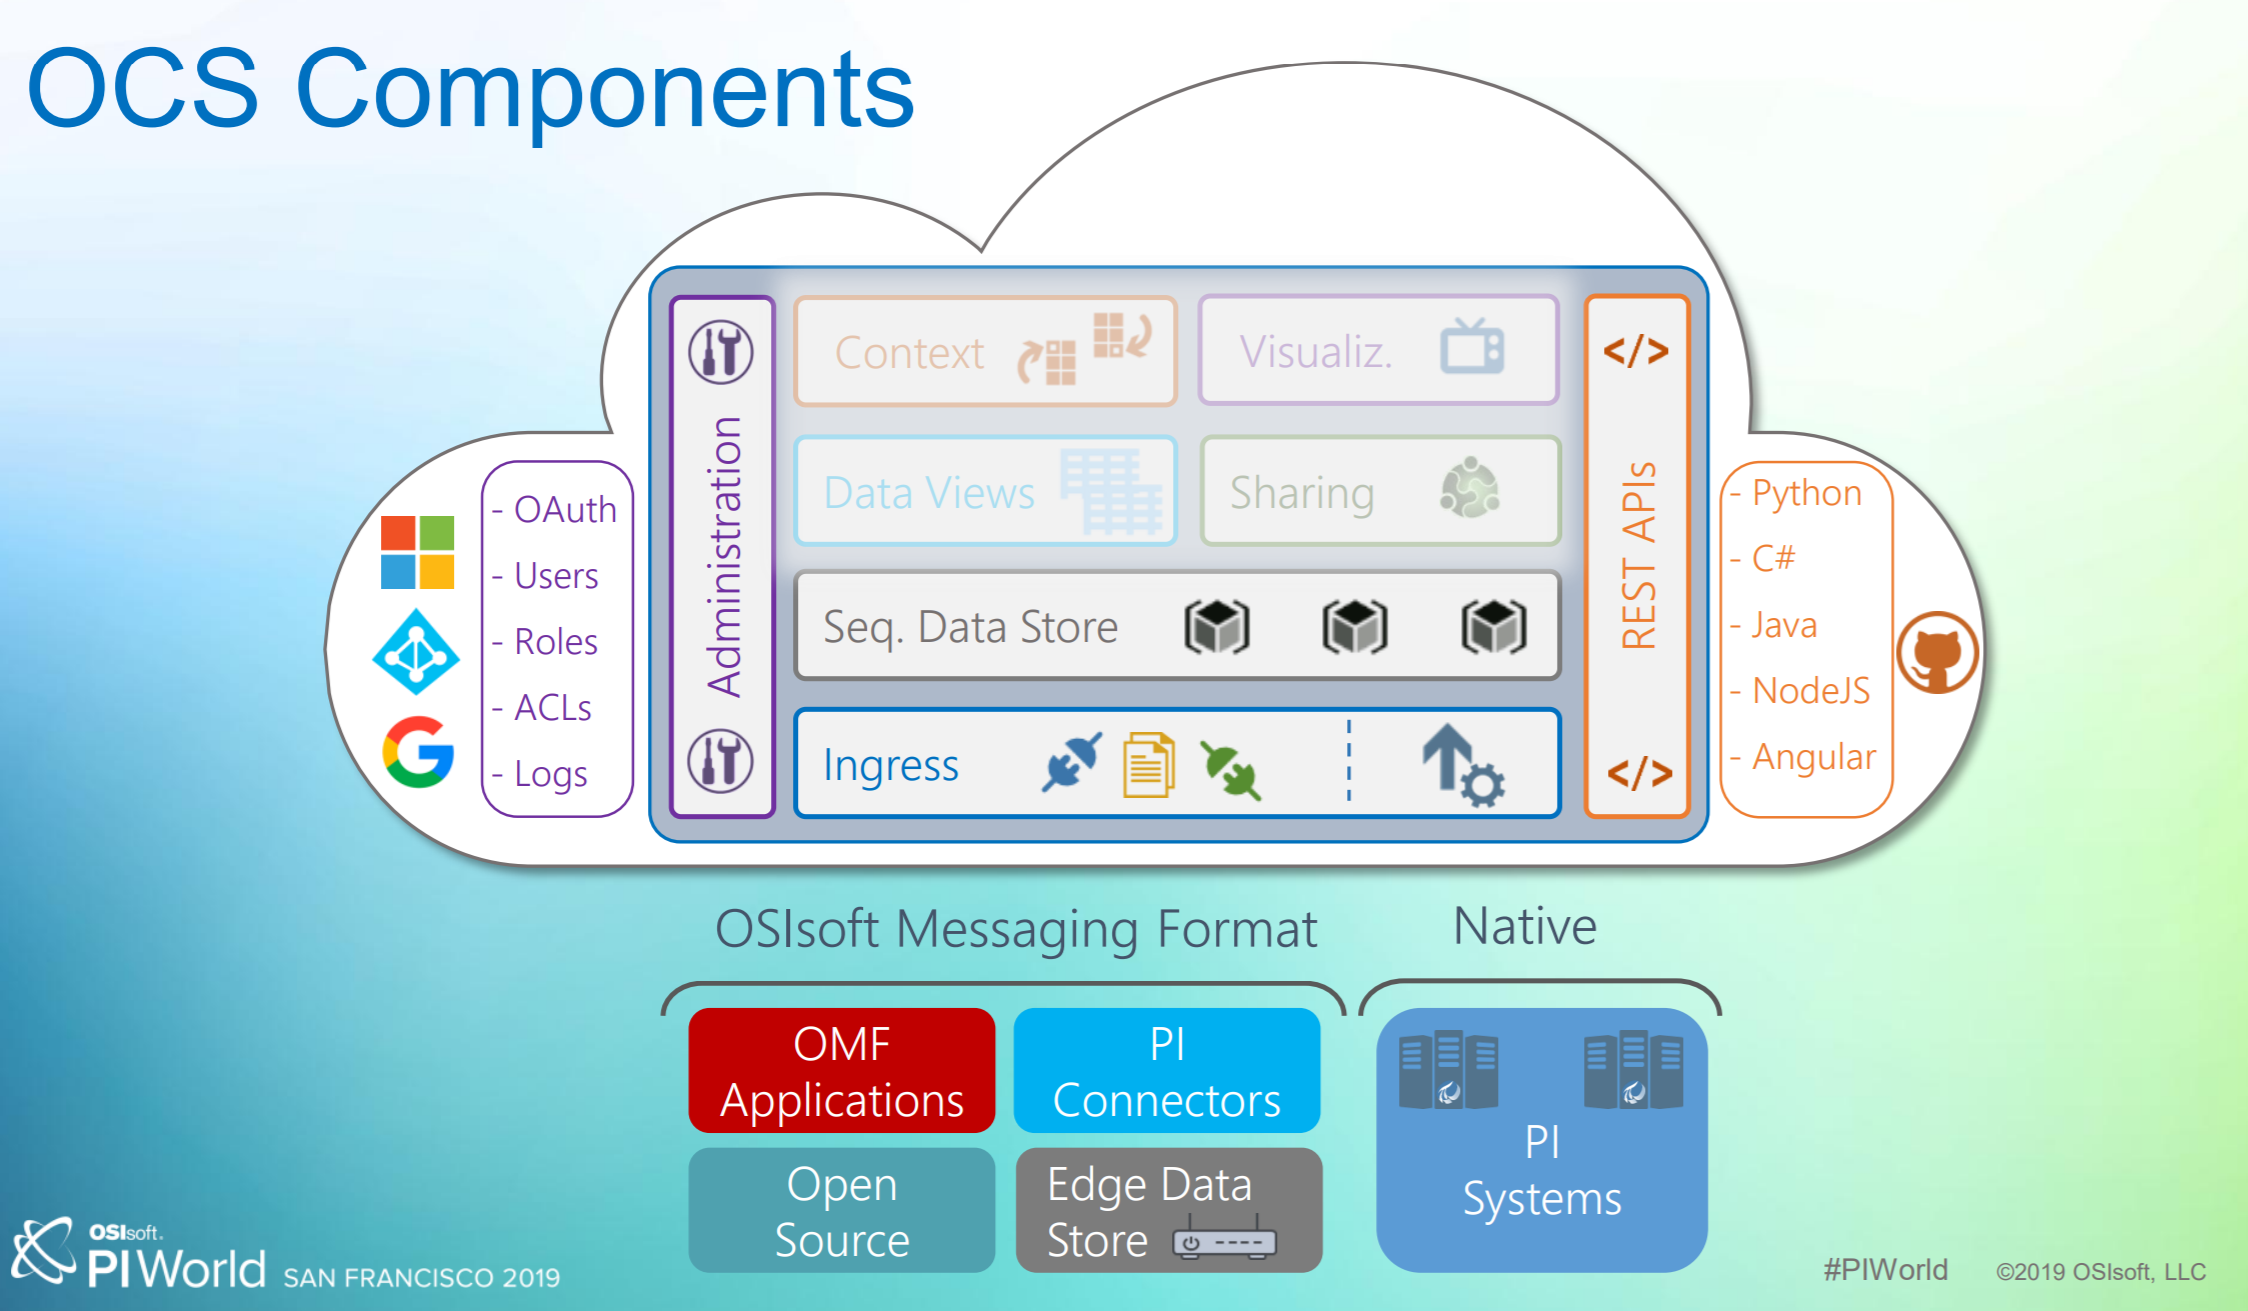 OCS Components
Context
Visualiz.
Data Views
Sharing
Seq. Data Store
Ingress
Administration
REST APIs
</>
</>
- OAuth
- Users
- Roles
- ACLs
- Logs
- Python
- C#
- Java
- NodeJS
- Angular
OSIsoft Messaging Format
Native
OMF
Applications
PI
Connectors
Open
Source
Edge Data
Store
PI
Systems
OSIsoft.
PIWorld SAN FRANCISCO 2019
#PIWorld ©2019 OSIsoft, LLC